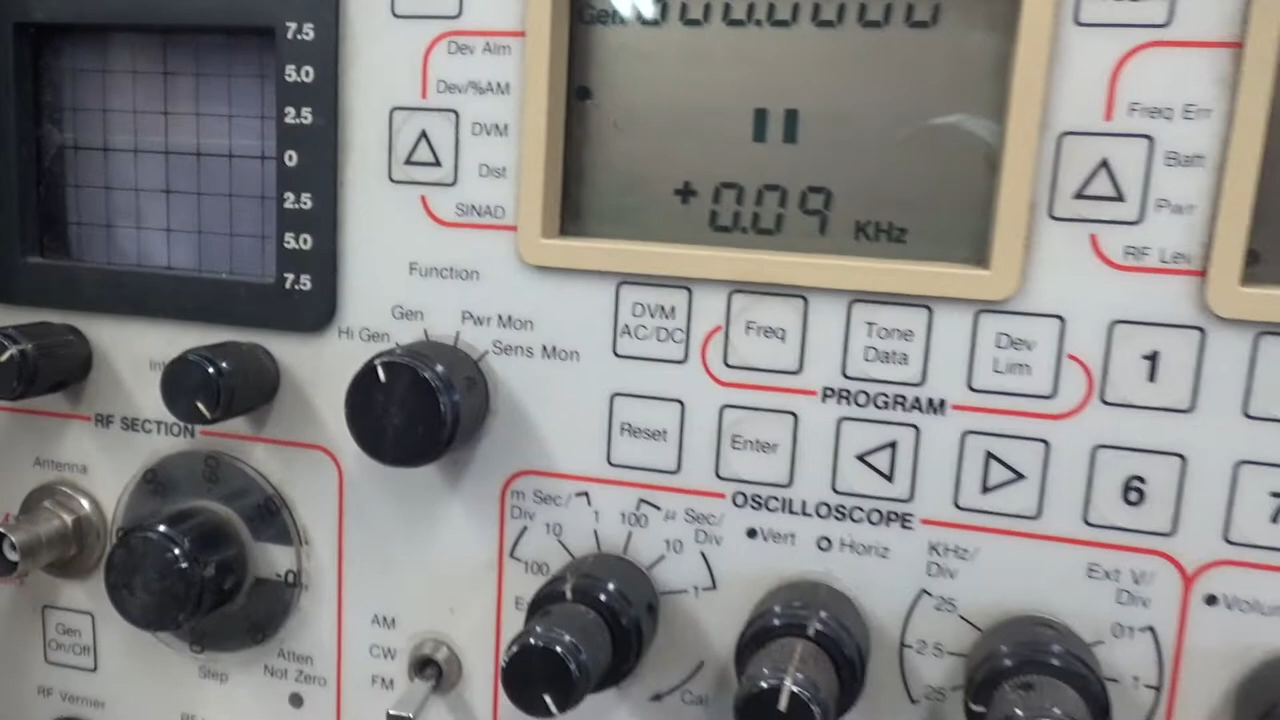 7.5
5.0
2.5
0
2.5
5.0
7.5
Dev Alm
Dev/%AM
DVM
Dist
SINAD
Gen
+0.09 KHz
Freq Err
Batt
Pwr
RF Lev
Function
Hi Gen
Gen
Pwr Mon
Sens Mon
DVM
AC/DC
Freq
Tone
Data
Dev
Lim
1
PROGRAM
Reset
Enter
6
7
RF SECTION
Antenna
60
Gen
On/Off
Step
Atten
Not Zero
RF Vernier
AM
CW
FM
OSCILLOSCOPE
m Sec/
Div
100
10
1
100
μ Sec/
Div
10
1
Cal
Vert
Horiz
KHz/
Div
25
2.5
.25
Ext V/
Div
.01
.1